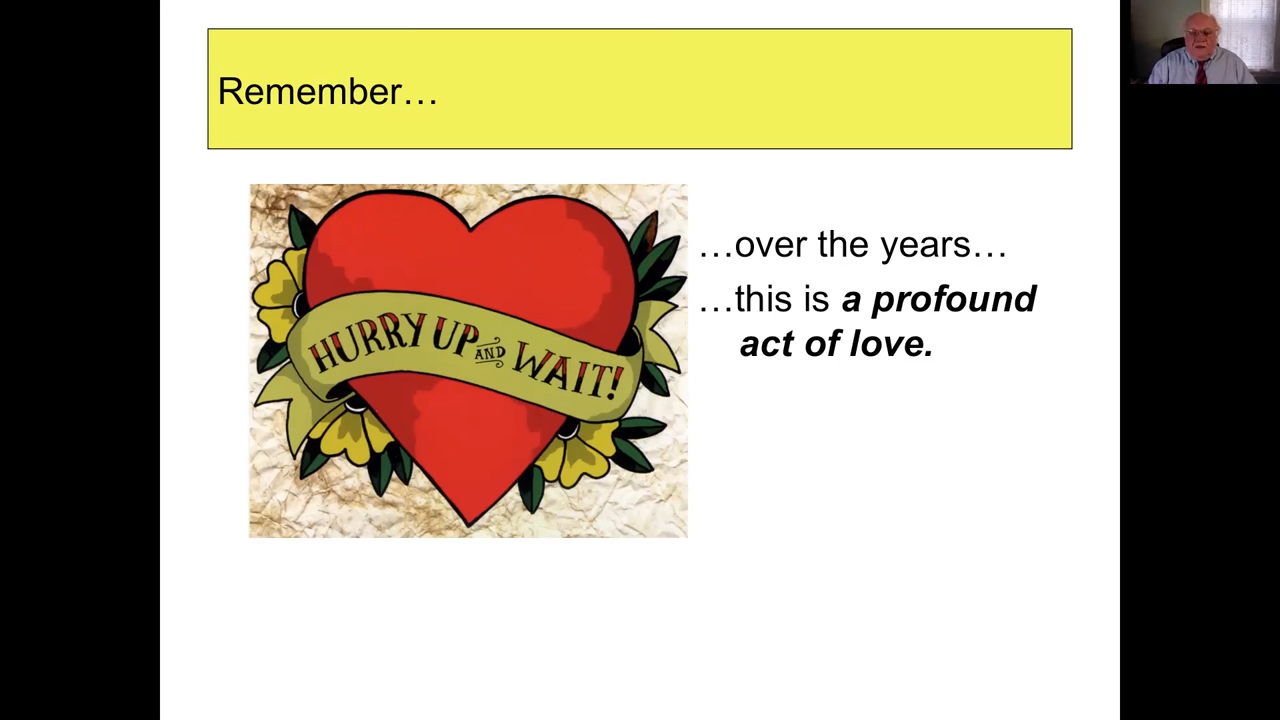 Remember…
HURRY UP AND WAIT!
…over the years…
…this is a profound
act of love.